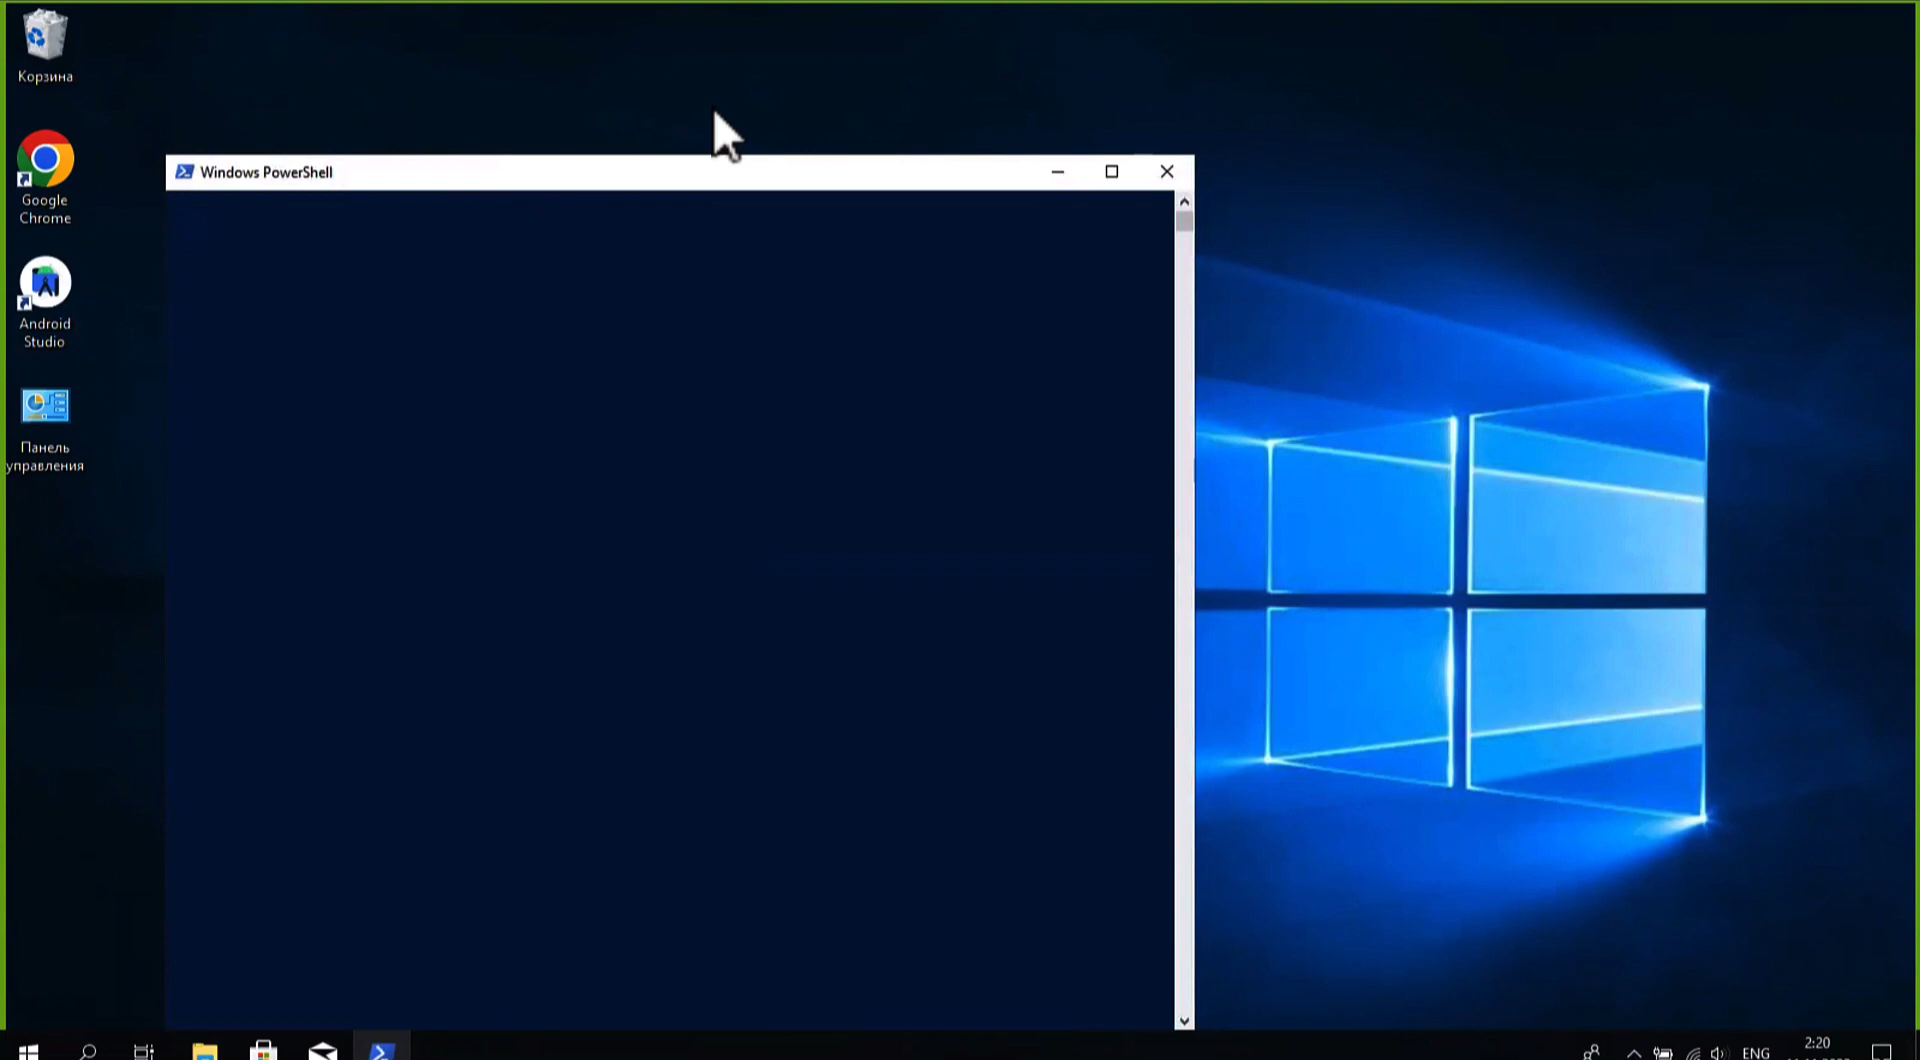 Корзина
Windows PowerShell
Google
Chrome
Android
Studio
Панель
управления
ENG
2:20